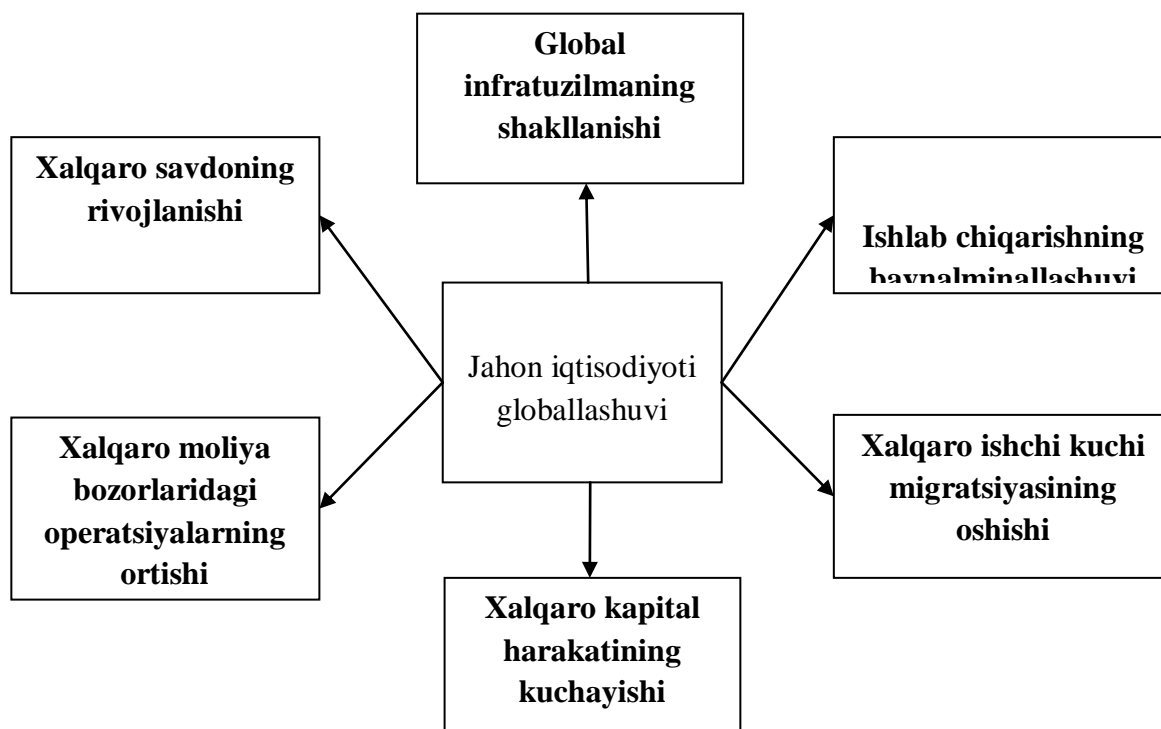 Global
infratuzilmaning
shakllanishi
Xalqaro savdoning
rivojlanishi
Ishlab chiqarishning
baynalminallashuvi
Jahon iqtisodiyoti
globallashuvi
Xalqaro moliya
bozorlaridagi
operatsiyalarning
ortishi
Xalqaro ishchi kuchi
migratsiyasining
oshishi
Xalqaro kapital
harakatining
kuchayishi